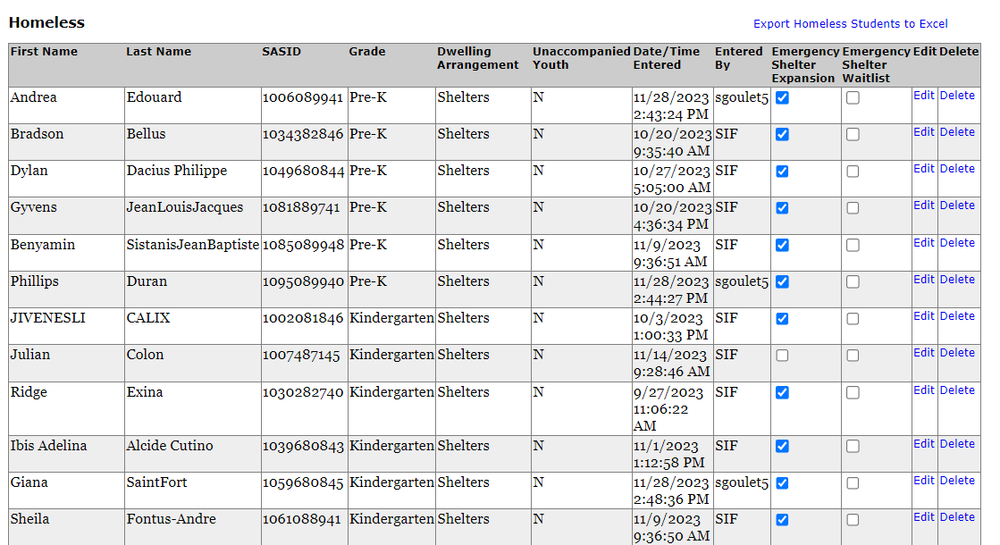 Homeless
Export Homeless Students to Excel
First Name Last Name SASID Grade Dwelling Arrangement Unaccompanied Youth Date/Time Entered Entered By Emergency Shelter Expansion Emergency Shelter Waitlist Edit Delete
Andrea Edouard 1006089941 Pre-K Shelters N 11/28/2023 2:43:24 PM sgoulet5 Edit Delete
Bradson Bellus 1034382846 Pre-K Shelters N 10/20/2023 9:35:40 AM SIF Edit Delete
Dylan Dacius Philippe 1049680844 Pre-K Shelters N 10/27/2023 5:05:00 AM SIF Edit Delete
Gyvens JeanLouisJacques 1081889741 Pre-K Shelters N 10/20/2023 4:36:34 PM SIF Edit Delete
Benyamin SistanisJeanBaptiste 1085089948 Pre-K Shelters N 11/9/2023 9:36:51 AM SIF Edit Delete
Phillips Duran 1095089940 Pre-K Shelters N 11/28/2023 2:44:27 PM sgoulet5 Edit Delete
JIVENESLI CALIX 1002081846 Kindergarten Shelters N 10/3/2023 1:00:33 PM SIF Edit Delete
Julian Colon 1007487145 Kindergarten Shelters N 11/14/2023 9:28:46 AM SIF Edit Delete
Ridge Exina 1030282740 Kindergarten Shelters N 9/27/2023 11:06:22 AM SIF Edit Delete
Ibis Adelina Alcide Cutino 1039680843 Kindergarten Shelters N 11/1/2023 1:12:58 PM SIF Edit Delete
Giana SaintFort 1059680845 Kindergarten Shelters N 11/28/2023 2:48:36 PM sgoulet5 Edit Delete
Sheila Fontus-Andre 1061088941 Kindergarten Shelters N 11/9/2023 9:36:50 AM SIF Edit Delete